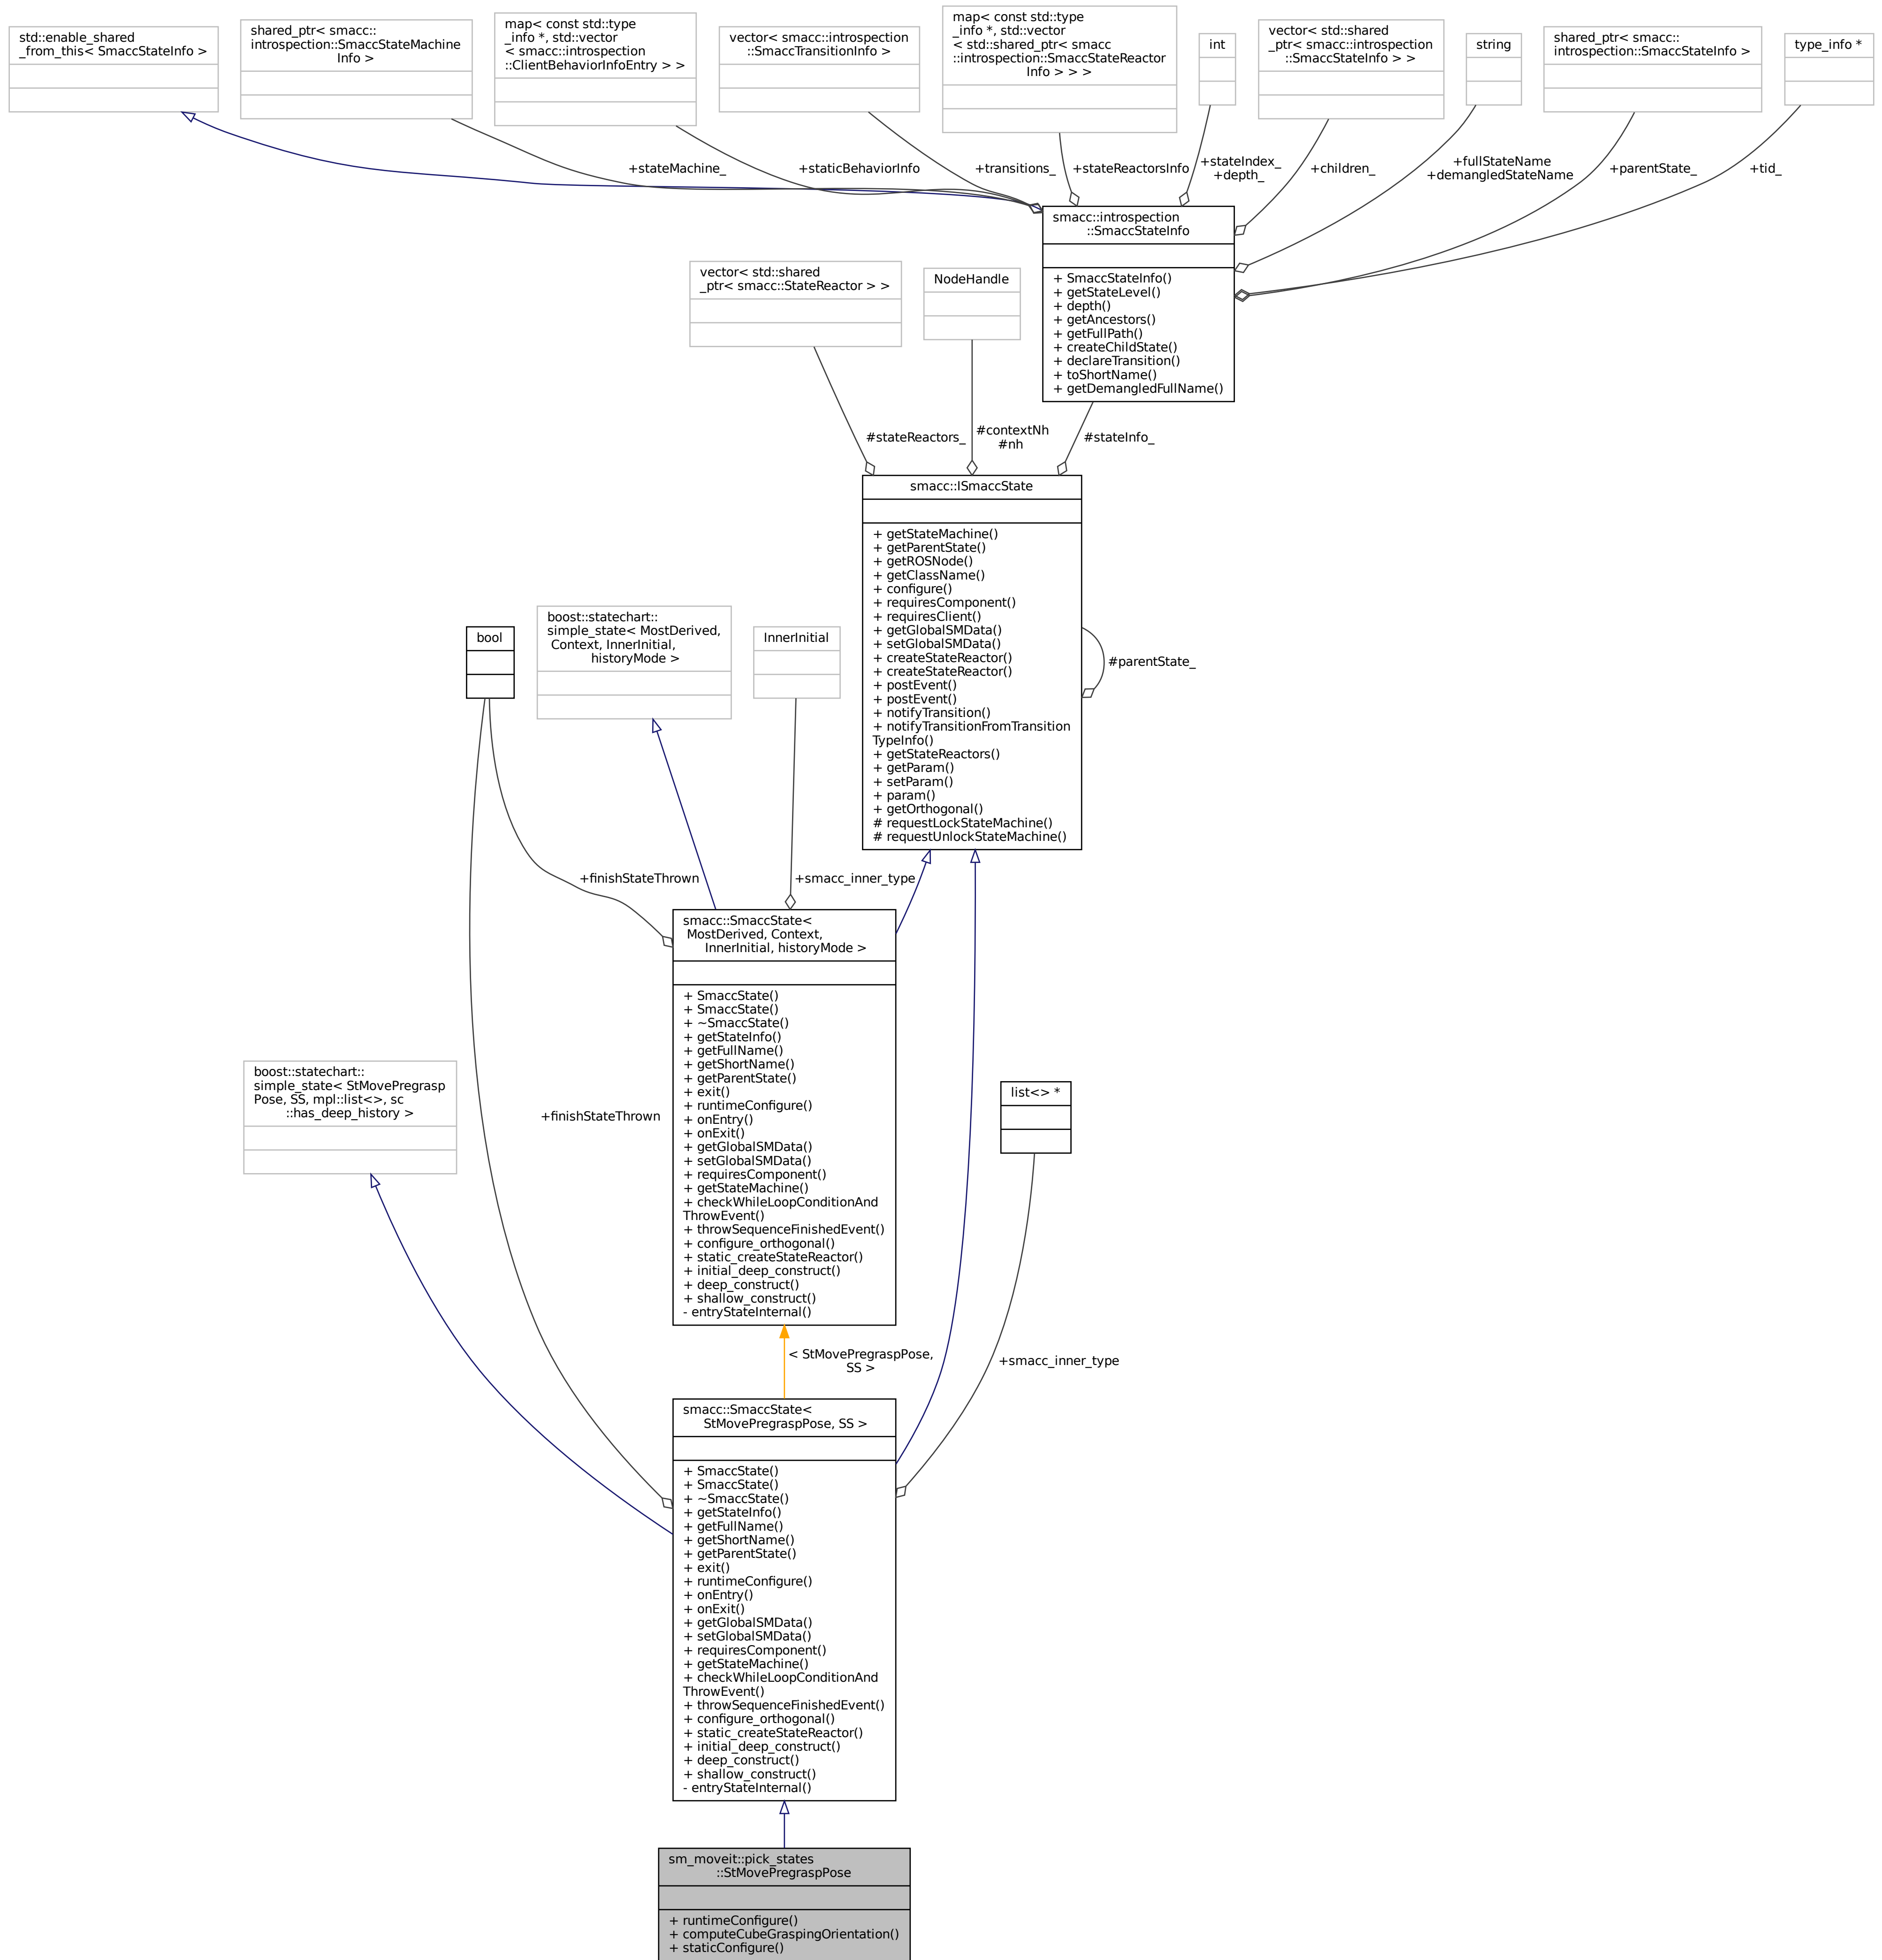 std::enable_shared
_from_this< SmaccStateInfo >
shared_ptr< smacc::
introspection::SmaccStateMachine
Info >
map< const std::type
_info *, std::vector
< smacc::introspection
::ClientBehaviorInfoEntry > >
vector< smacc::introspection
::SmaccTransitionInfo >
map< const std::type
_info *, std::vector
< std::shared_ptr< smacc
::introspection::SmaccStateReactor
Info > > >
int
vector< std::shared
_ptr< smacc::introspection
::SmaccStateInfo > >
string
shared_ptr< smacc::
introspection::SmaccStateInfo >
type_info *
+stateMachine_
+staticBehaviorInfo
+transitions_
+stateReactorsInfo
+stateIndex_
+depth_
+children_
+fullStateName
+demangledStateName
+parentState_
+tid_
smacc::introspection
::SmaccStateInfo
+ SmaccStateInfo()
+ getStateLevel()
+ depth()
+ getAncestors()
+ getFullPath()
+ createChildState()
+ declareTransition()
+ toShortName()
+ getDemangledFullName()
vector< std::shared
_ptr< smacc::StateReactor > >
NodeHandle
#stateReactors_
#contextNh
#nh
#stateInfo_
smacc::ISmaccState
+ getStateMachine()
+ getParentState()
+ getROSNode()
+ getClassName()
+ configure()
+ requiresComponent()
+ requiresClient()
+ getGlobalSMData()
+ setGlobalSMData()
+ createStateReactor()
+ createStateReactor()
+ postEvent()
+ postEvent()
+ notifyTransition()
+ notifyTransitionFromTransition
TypeInfo()
+ getStateReactors()
+ getParam()
+ setParam()
+ param()
+ getOrthogonal()
# requestLockStateMachine()
# requestUnlockStateMachine()
#parentState_
bool
boost::statechart::
simple_state< MostDerived,
Context, InnerInitial,
historyMode >
InnerInitial
+finishStateThrown
+smacc_inner_type
smacc::SmaccState<
MostDerived, Context,
InnerInitial, historyMode >
+ SmaccState()
+ SmaccState()
+ ~SmaccState()
+ getStateInfo()
+ getFullName()
+ getShortName()
+ getParentState()
+ exit()
+ runtimeConfigure()
+ onEntry()
+ onExit()
+ getGlobalSMData()
+ setGlobalSMData()
+ requiresComponent()
+ getStateMachine()
+ checkWhileLoopConditionAnd
ThrowEvent()
+ throwSequenceFinishedEvent()
+ configure_orthogonal()
+ static_createStateReactor()
+ initial_deep_construct()
+ deep_construct()
+ shallow_construct()
- entryStateInternal()
boost::statechart::
simple_state< StMovePregrasp
Pose, SS, mpl::list<>, sc
::has_deep_history >
+finishStateThrown
list<> *
< StMovePregraspPose,
SS >
+smacc_inner_type
smacc::SmaccState<
StMovePregraspPose, SS >
+ SmaccState()
+ SmaccState()
+ ~SmaccState()
+ getStateInfo()
+ getFullName()
+ getShortName()
+ getParentState()
+ exit()
+ runtimeConfigure()
+ onEntry()
+ onExit()
+ getGlobalSMData()
+ setGlobalSMData()
+ requiresComponent()
+ getStateMachine()
+ checkWhileLoopConditionAnd
ThrowEvent()
+ throwSequenceFinishedEvent()
+ configure_orthogonal()
+ static_createStateReactor()
+ initial_deep_construct()
+ deep_construct()
+ shallow_construct()
- entryStateInternal()
sm_moveit::pick_states
::StMovePregraspPose
+ runtimeConfigure()
+ computeCubeGraspingOrientation()
+ staticConfigure()